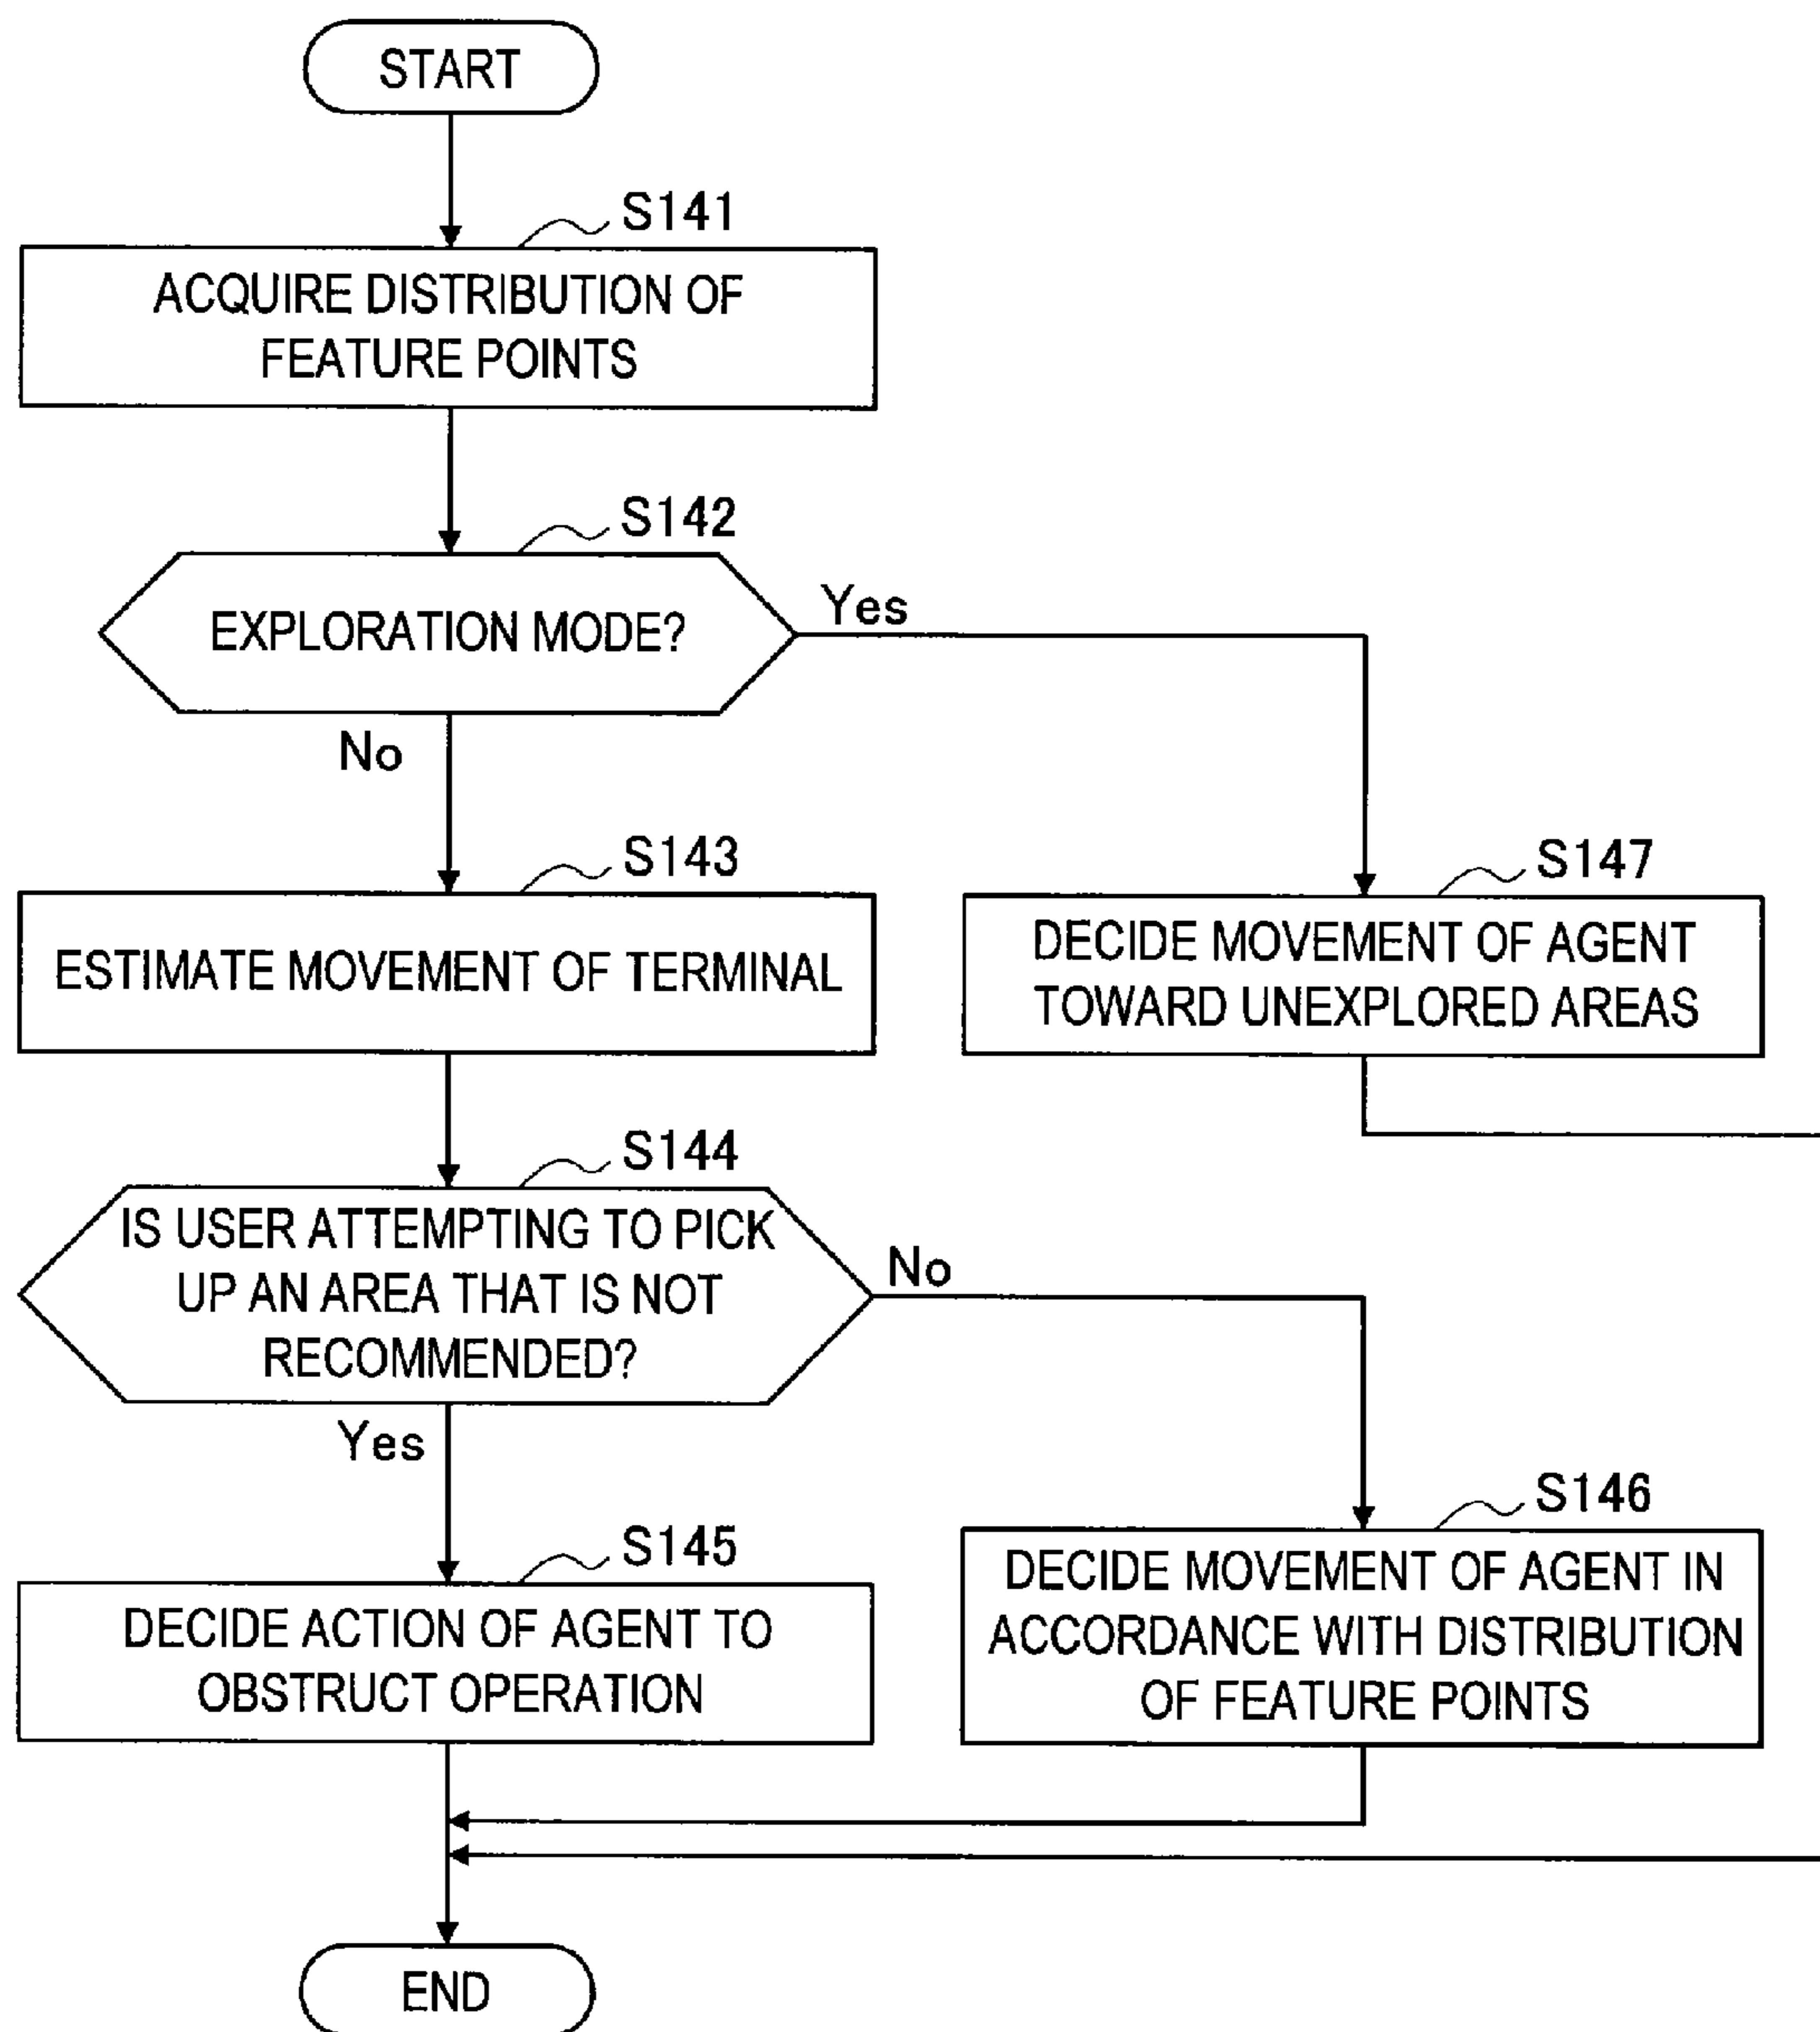 START
S141
ACQUIRE DISTRIBUTION OF
FEATURE POINTS
S142
EXPLORATION MODE?
Yes
No
S143
ESTIMATE MOVEMENT OF TERMINAL
S147
DECIDE MOVEMENT OF AGENT
TOWARD UNEXPLORED AREAS
S144
IS USER ATTEMPTING TO PICK
UP AN AREA THAT IS NOT
RECOMMENDED?
No
Yes
S145
DECIDE ACTION OF AGENT TO
OBSTRUCT OPERATION
S146
DECIDE MOVEMENT OF AGENT IN
ACCORDANCE WITH DISTRIBUTION
OF FEATURE POINTS
END